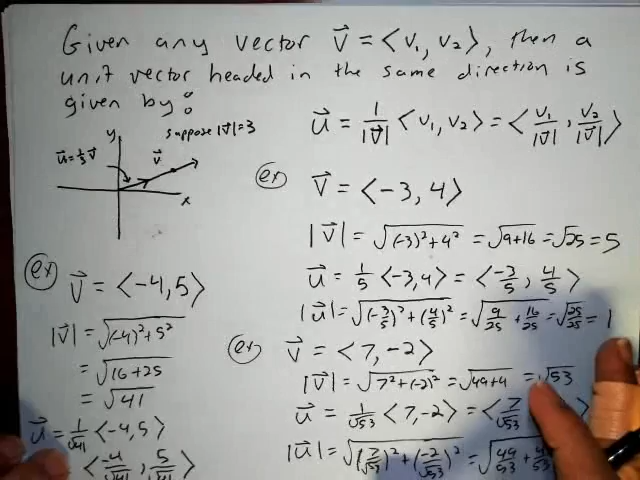 Given any vector v⃗ = ⟨v₁, v₂⟩, then a
unit vector headed in the same direction is
given by:
u⃗ = 1/|v⃗| ⟨v₁, v₂⟩ = ⟨v₁/|v⃗|, v₂/|v⃗|⟩
suppose |v⃗|=3
y
u⃗=1/3 v⃗
v⃗
x
ex
v⃗ = ⟨-3, 4⟩
|v⃗| = √((-3)²+4²) = √(9+16) = √25 = 5
u⃗ = 1/5 ⟨-3,4⟩ = ⟨-3/5, 4/5⟩
|u⃗| = √((-3/5)²+(4/5)²) = √(9/25 + 16/25) = √(25/25) = 1
ex
v⃗ = ⟨-4,5⟩
|v⃗| = √((-4)²+5²)
= √(16+25)
= √41
u⃗ = 1/√41 ⟨-4,5⟩
⟨-4/√41, 5/√41⟩
ex
v⃗ = ⟨7,-2⟩
|v⃗| = √(7²+(-2)²) = √(49+4) = √53
u⃗ = 1/√53 ⟨7,-2⟩ = ⟨7/√53 ⟩
|u⃗| = √((7/√53)²+(-2/√53)²) = √(49/53 + 4/53